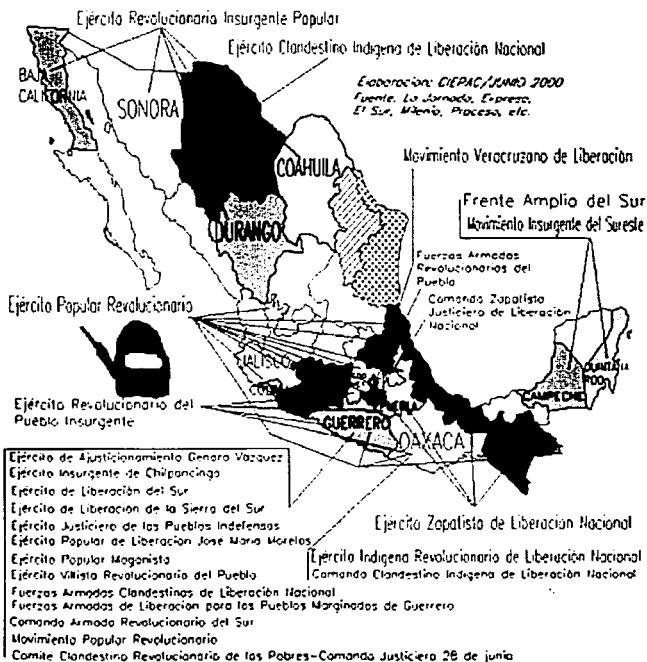 Ejército Revolucionario Insurgente Popular
Ejército Clandestino Indígena de Liberación Nacional
BAJA
CALIFORNIA
SONORA
Elaboración: CIEPAC/JUNIO 2000
Fuente, La Jornada, Expreso,
El Sur, Milenio, Proceso, etc.
COAHUILA
Movimiento Veracruzano de Liberación
Frente Amplio del Sur
Movimiento Insurgente del Sureste
DURANGO
Fuerzas Armadas
Revolucionarias del
Pueblo
Comando Zapatista
Justiciero de Liberación
Nacional
Ejército Popular Revolucionario
JALISCO
CAMPECHE
QUINTANA
ROO
PUEBLA
Ejército Revolucionario del
Pueblo Insurgente
GUERRERO
OAXACA
Ejército de Ajusticionamiento Genaro Vázquez
Ejército Insurgente de Chilpancingo
Ejército de Liberación del Sur
Ejército de Liberación de la Sierra del Sur
Ejército Justiciero de los Pueblos Indefensos
Ejército Popular de Liberación José María Morelos
Ejército Popular Magonista
Ejército Villista Revolucionario del Pueblo
Fuerzas Armadas Clandestinas de Liberación Nacional
Fuerzas Armadas de Liberación para los Pueblos Marginados de Guerrero
Comando Armado Revolucionario del Sur
Movimiento Popular Revolucionario
Comite Clandestino Revolucionario de los Pobres-Comando Justiciero 28 de junio
Ejército Zapatista de Liberación Nacional
Ejército Indígena Revolucionario de Liberación Nacional
Comando Clandestino Indígena de Liberación Nacional